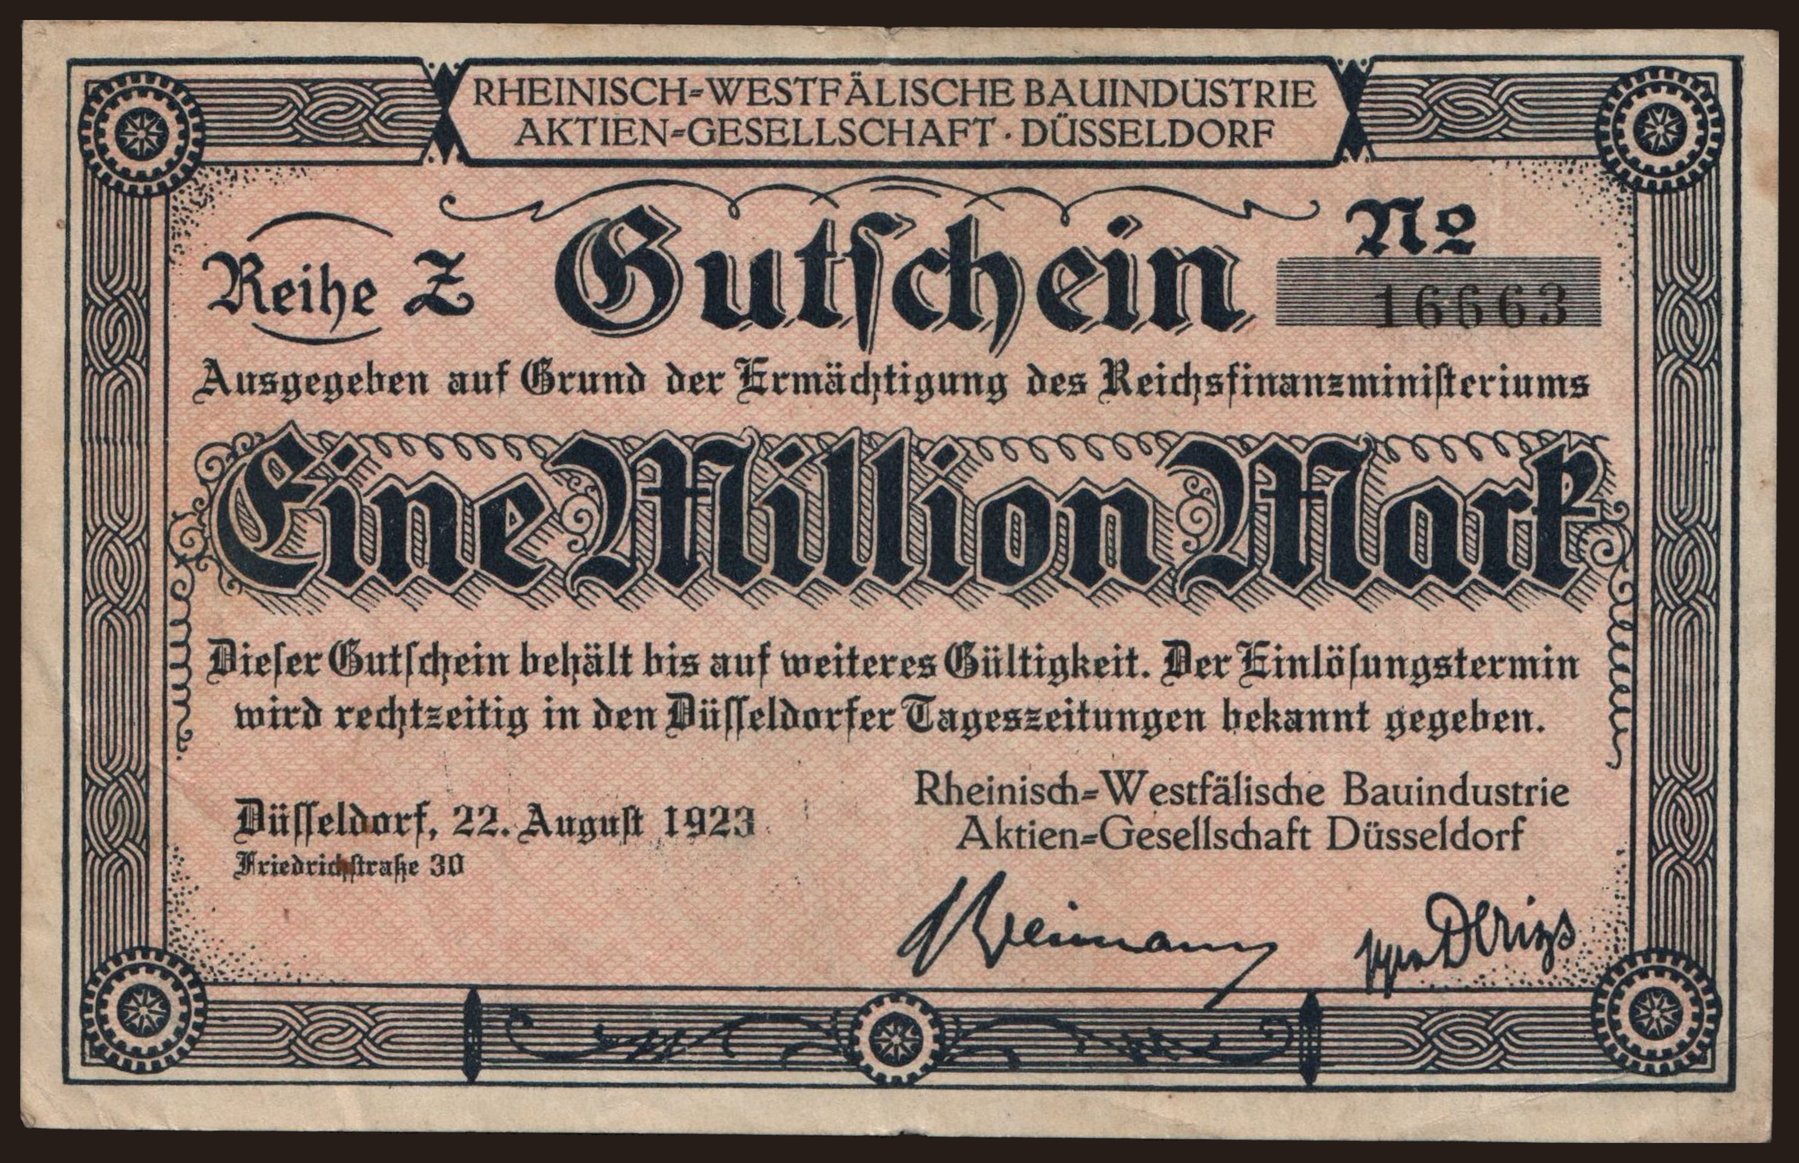 RHEINISCH=WESTFÄLISCHE BAUINDUSTRIE
AKTIEN=GESELLSCHAFT · DÜSSELDORF
Reihe Z Gutſchein № 16663
Ausgegeben auf Grund der Ermächtigung des Reichsfinanzminiſteriums
Eine Million Mark
Dieſer Gutſchein behält bis auf weiteres Gültigkeit. Der Einlöſungstermin
wird rechtzeitig in den Düſſeldorfer Tageszeitungen bekannt gegeben.
Düſſeldorf, 22. Auguſt 1923
Friedrichſtraße 30
Rheinisch=Westfälische Bauindustrie
Aktien=Gesellschaft Düsseldorf